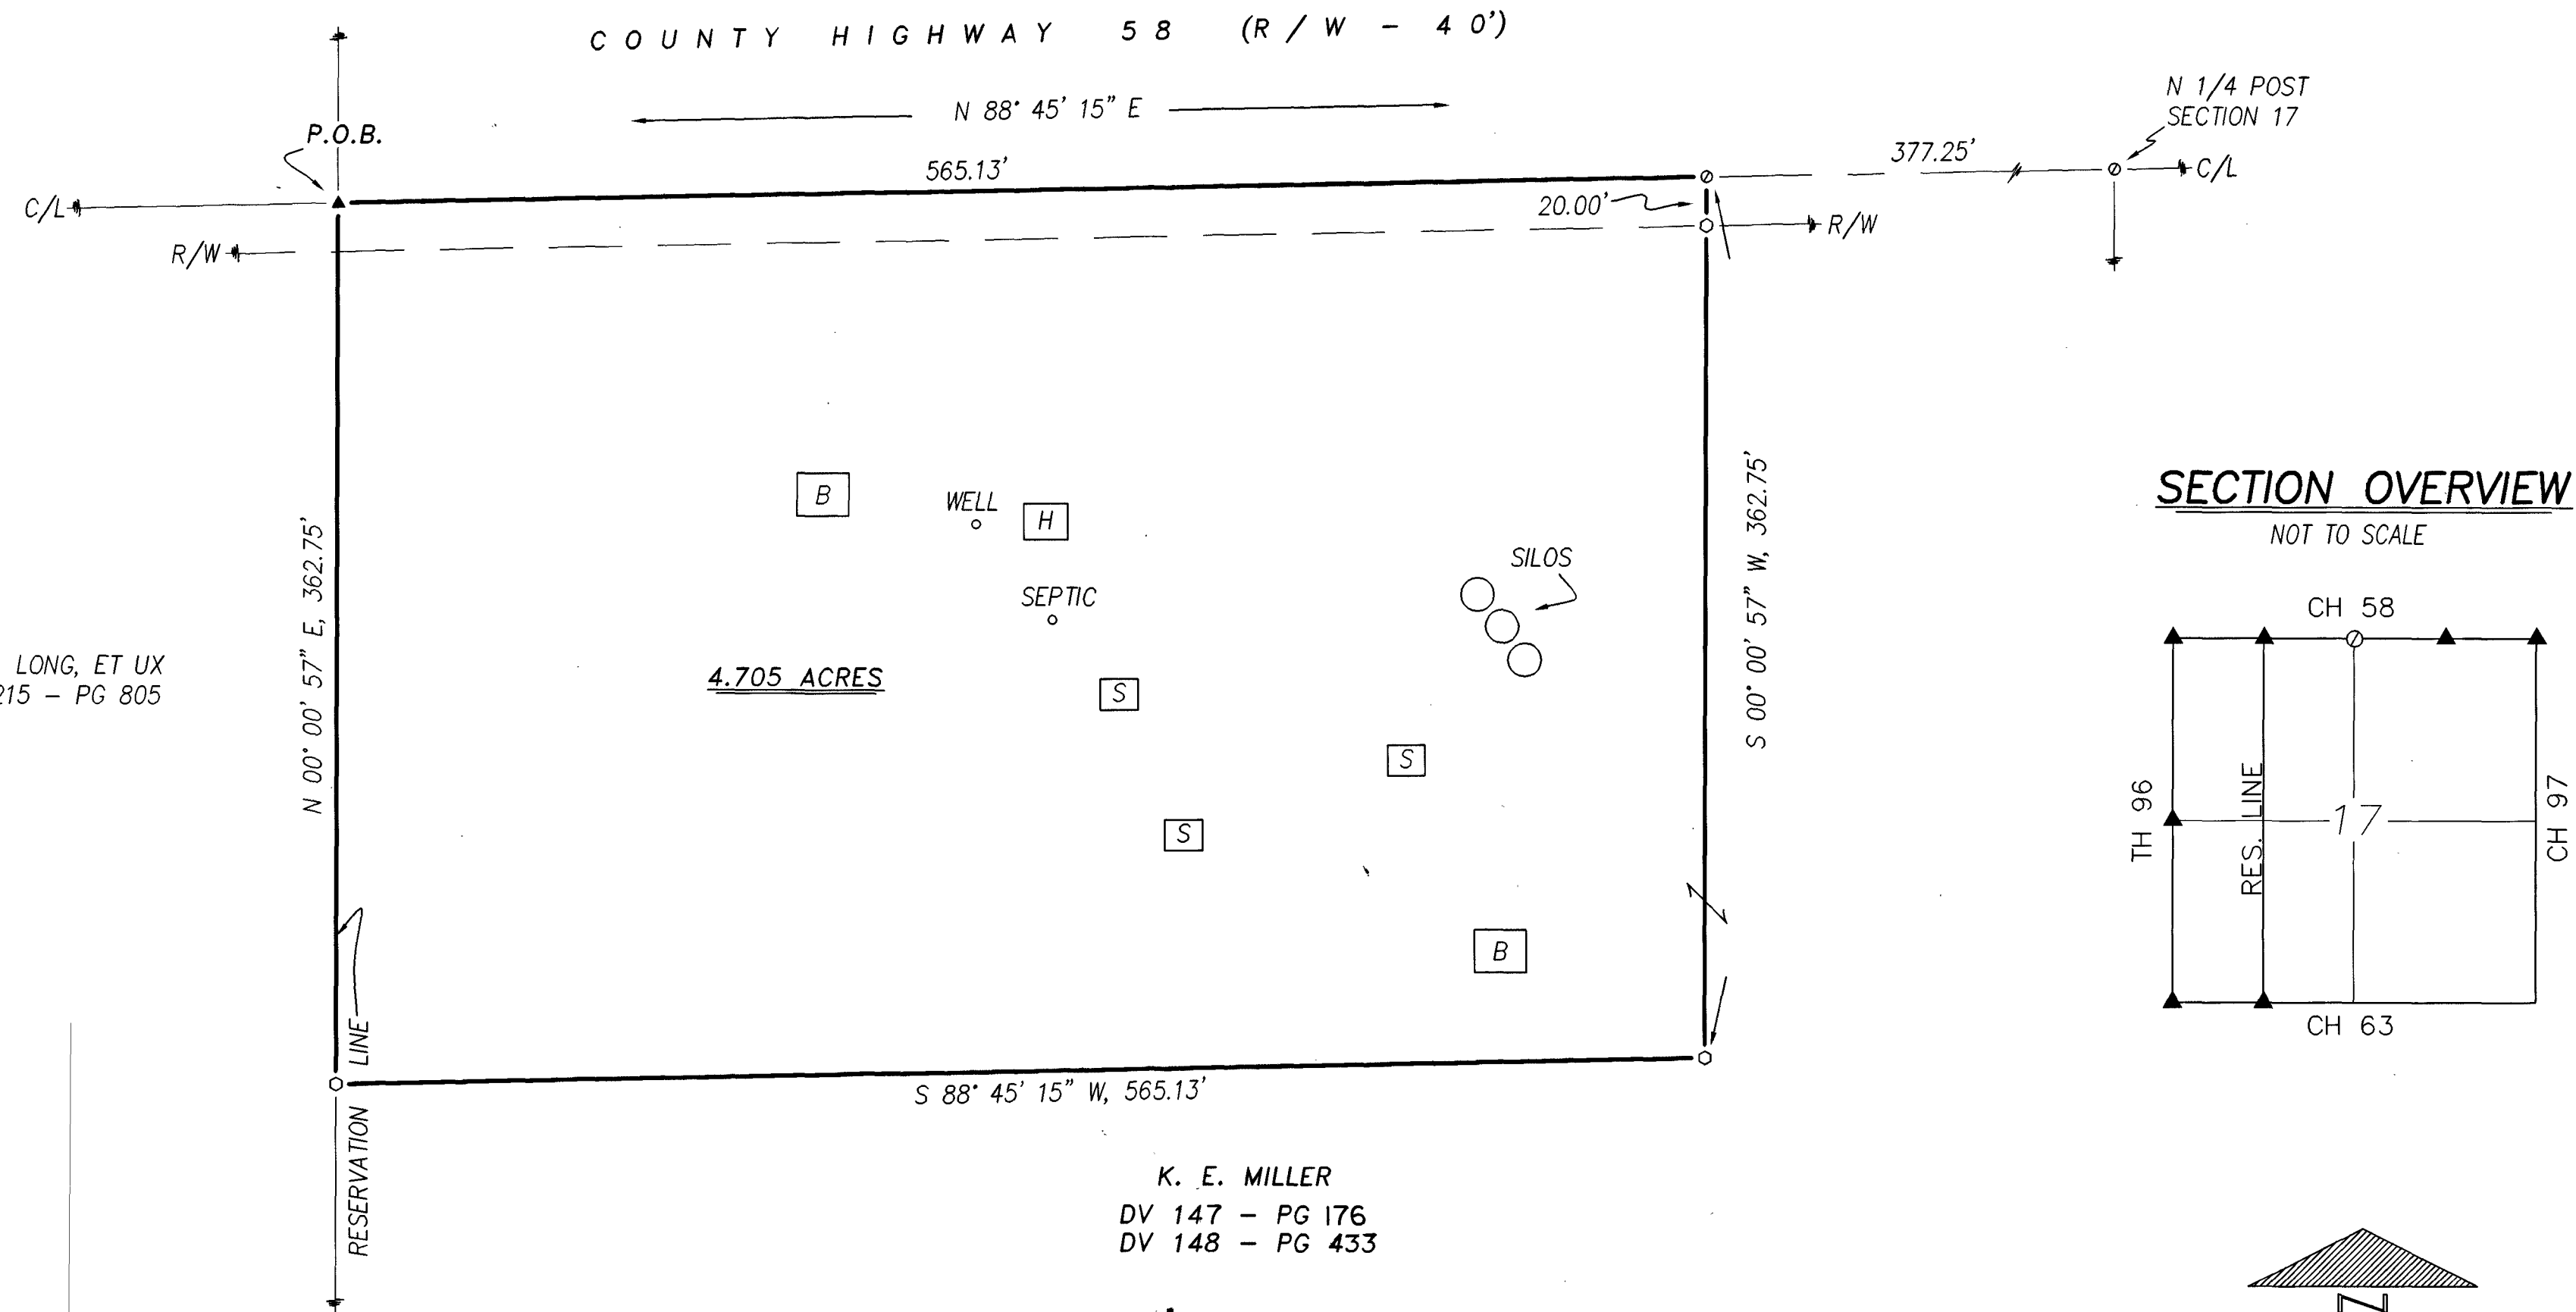 COUNTY HIGHWAY 58 (R/W - 40')
N 1/4 POST
SECTION 17
N 88° 45' 15" E
P.O.B.
565.13'
377.25'
C/L
C/L
20.00'
R/W
R/W
B
WELL
H
SEPTIC
SILOS
N 00° 00' 57" E, 362.75'
S 00° 00' 57" W, 362.75'
LONG, ET UX
215 - PG 805
4.705 ACRES
S
S
S
B
RESERVATION LINE
S 88° 45' 15" W, 565.13'
K. E. MILLER
DV 147 - PG 176
DV 148 - PG 433
SECTION OVERVIEW
NOT TO SCALE
CH 58
TH 96
RES. LINE
17
CH 97
CH 63
N